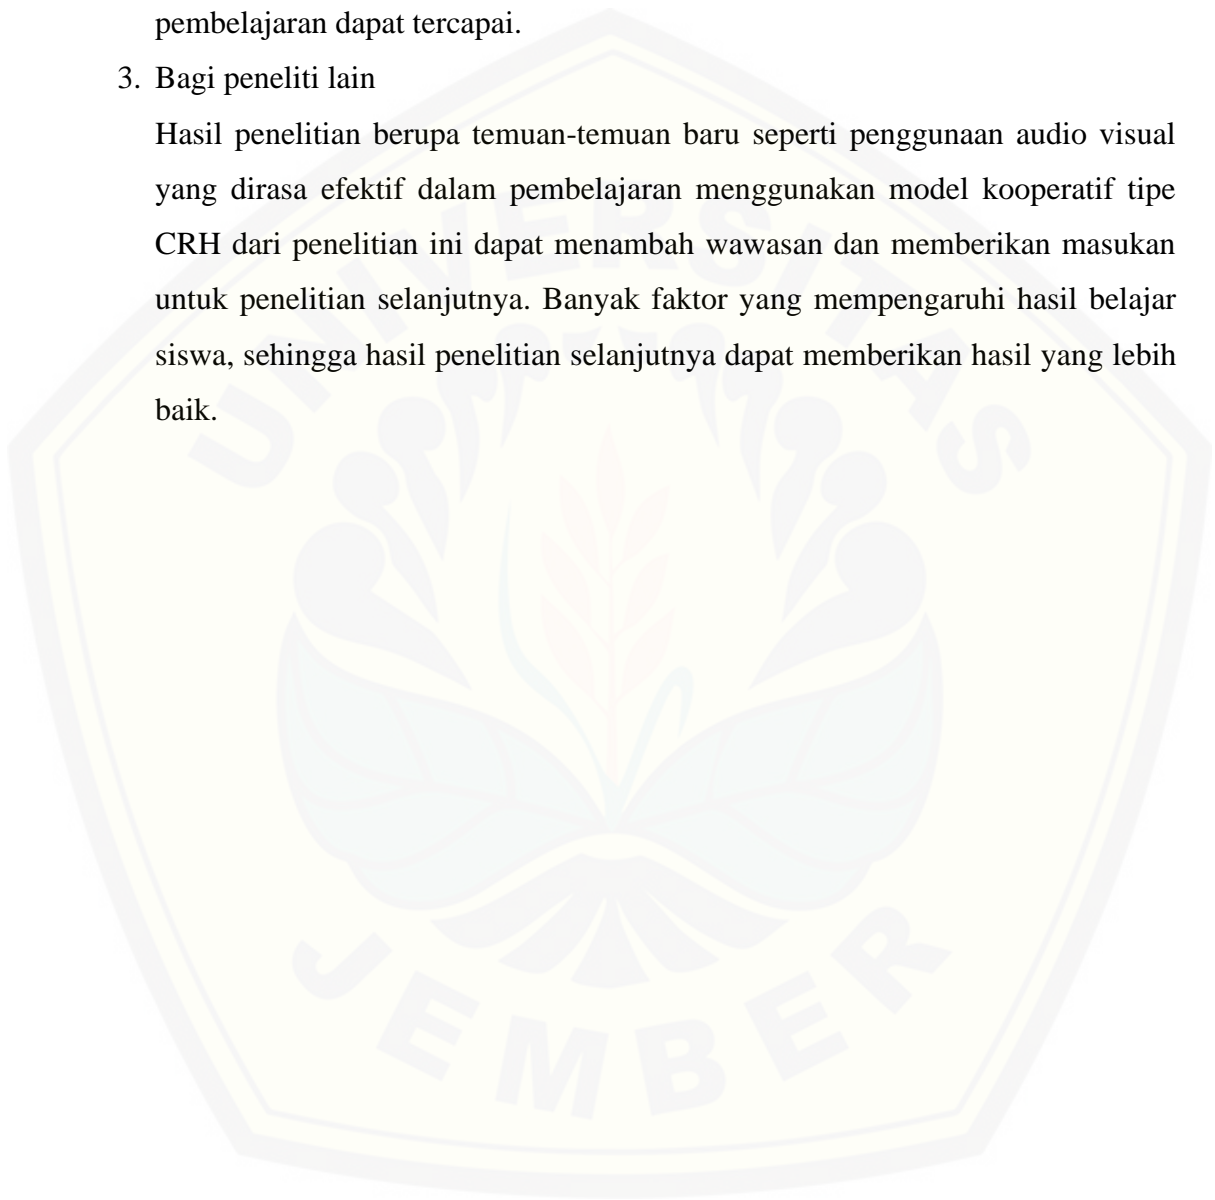 pembelajaran dapat tercapai.
3. Bagi peneliti lain
Hasil penelitian berupa temuan-temuan baru seperti penggunaan audio visual
yang dirasa efektif dalam pembelajaran menggunakan model kooperatif tipe
CRH dari penelitian ini dapat menambah wawasan dan memberikan masukan
untuk penelitian selanjutnya. Banyak faktor yang mempengaruhi hasil belajar
siswa, sehingga hasil penelitian selanjutnya dapat memberikan hasil yang lebih
baik.
UNIVERSITAS
JEMBER